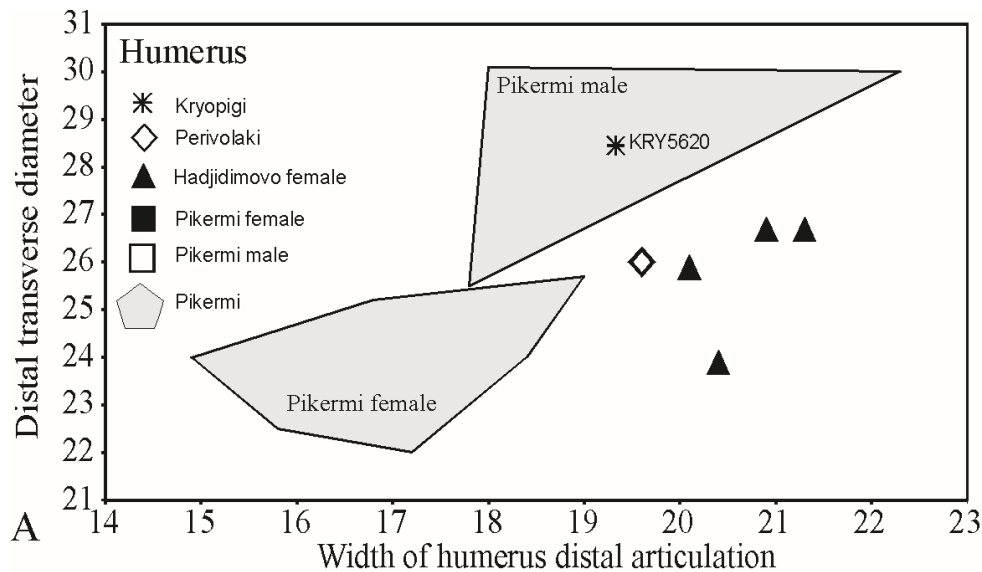 Humerus
Kryopigi
Perivolaki
Hadjidimovo female
Pikermi female
Pikermi male
Pikermi
Pikermi male
KRY5620
Pikermi female
Distal transverse diameter
31
30
29
28
27
26
25
24
23
22
21
14 15 16 17 18 19 20 21 22 23
A
Width of humerus distal articulation